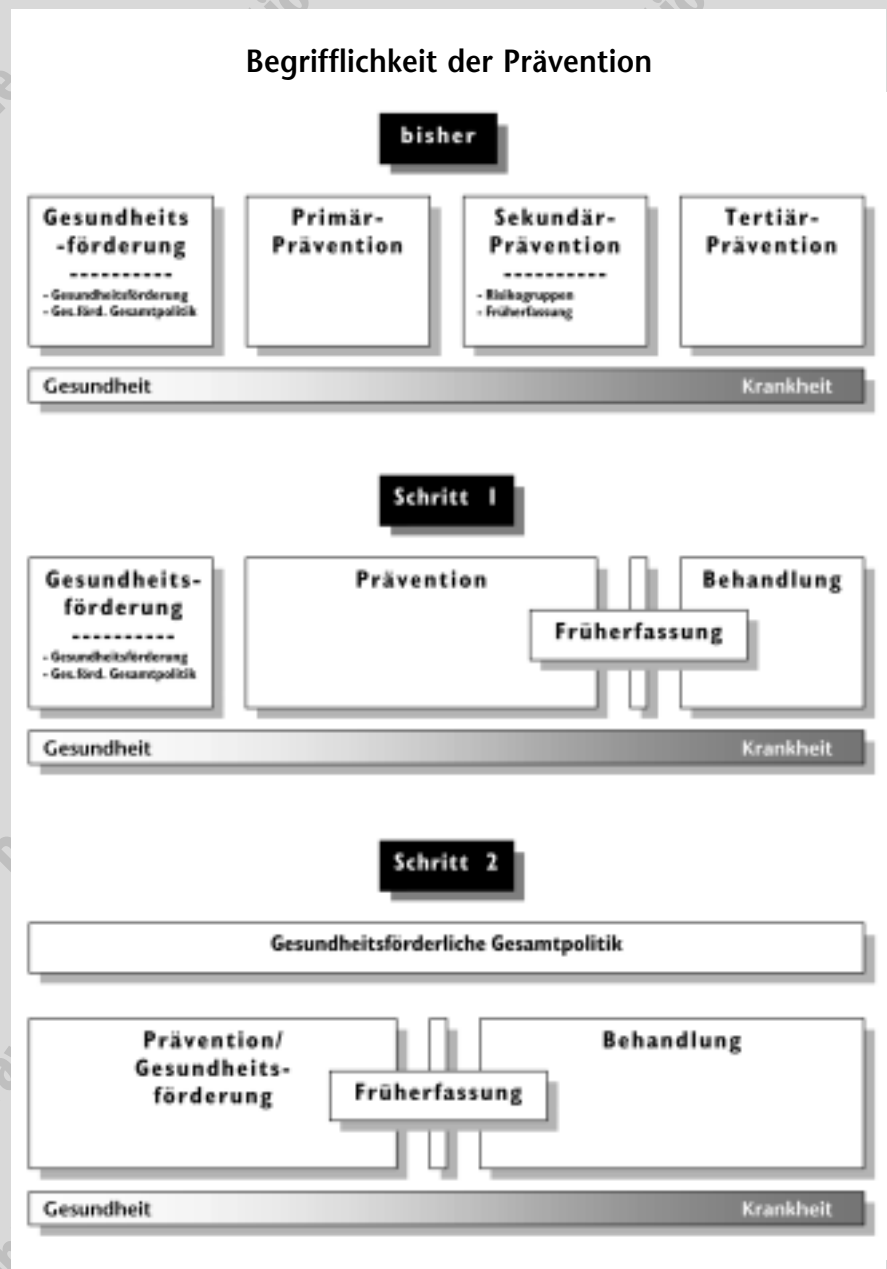 Begrifflichkeit der Prävention
bisher
Gesundheits
-förderung
----------
- Gesundheitsförderung
- Ges.förd. Gesamtpolitik
Primär-
Prävention
Sekundär-
Prävention
----------
- Risikogruppen
- Früherfassung
Tertiär-
Prävention
Gesundheit
Krankheit
Schritt 1
Gesundheits-
förderung
----------
- Gesundheitsförderung
- Ges.förd. Gesamtpolitik
Prävention
Früherfassung
Behandlung
Gesundheit
Krankheit
Schritt 2
Gesundheitsförderliche Gesamtpolitik
Prävention/
Gesundheits-
förderung
Früherfassung
Behandlung
Gesundheit
Krankheit